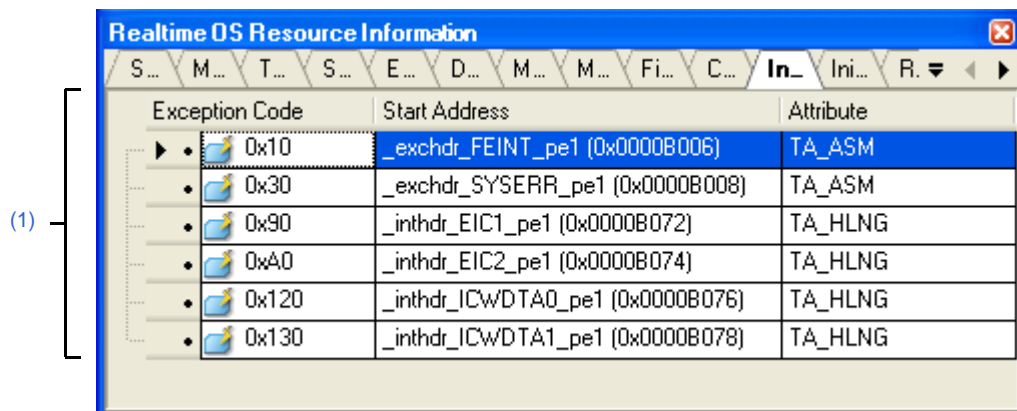 Realtime OS Resource Information
S... M... T... S... E... D... M... M... Fi... C... In... Ini... R.
Exception Code Start Address Attribute
0x10 _exchdr_FEINT_pe1 (0x0000B006) TA_ASM
0x30 _exchdr_SYSERR_pe1 (0x0000B008) TA_ASM
(1)
0x90 _inthdr_EIC1_pe1 (0x0000B072) TA_HLNG
0xA0 _inthdr_EIC2_pe1 (0x0000B074) TA_HLNG
0x120 _inthdr_ICWDTA0_pe1 (0x0000B076) TA_HLNG
0x130 _inthdr_ICWDTA1_pe1 (0x0000B078) TA_HLNG